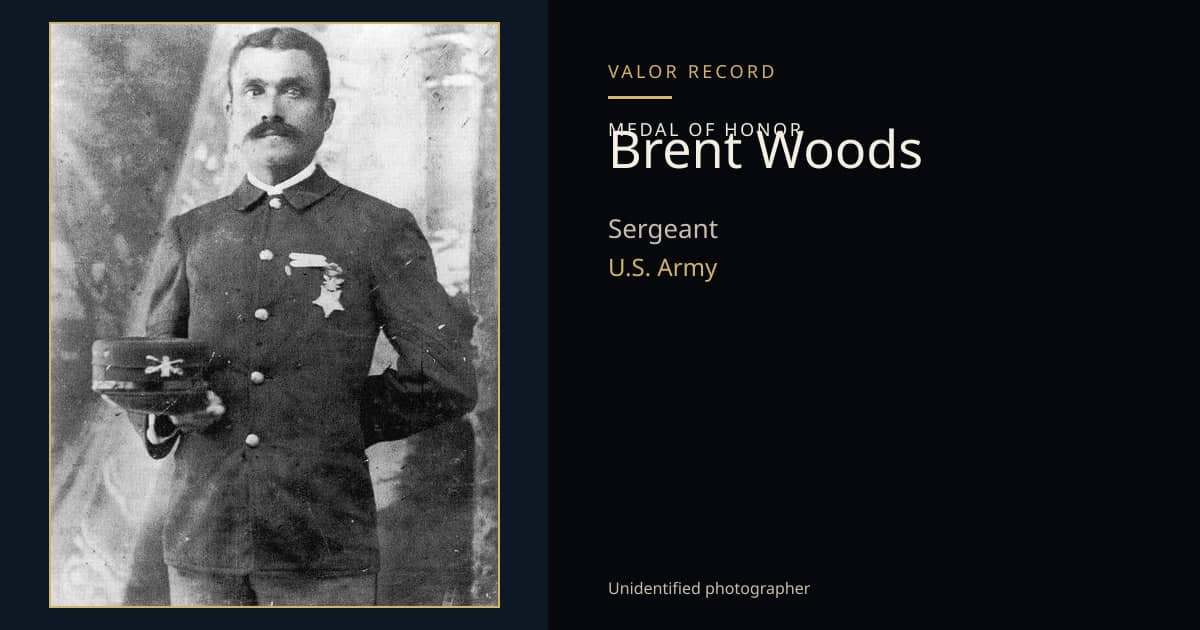 VALOR RECORD
MEDAL OF HONOR
Brent Woods
Sergeant
U.S. Army
Unidentified photographer